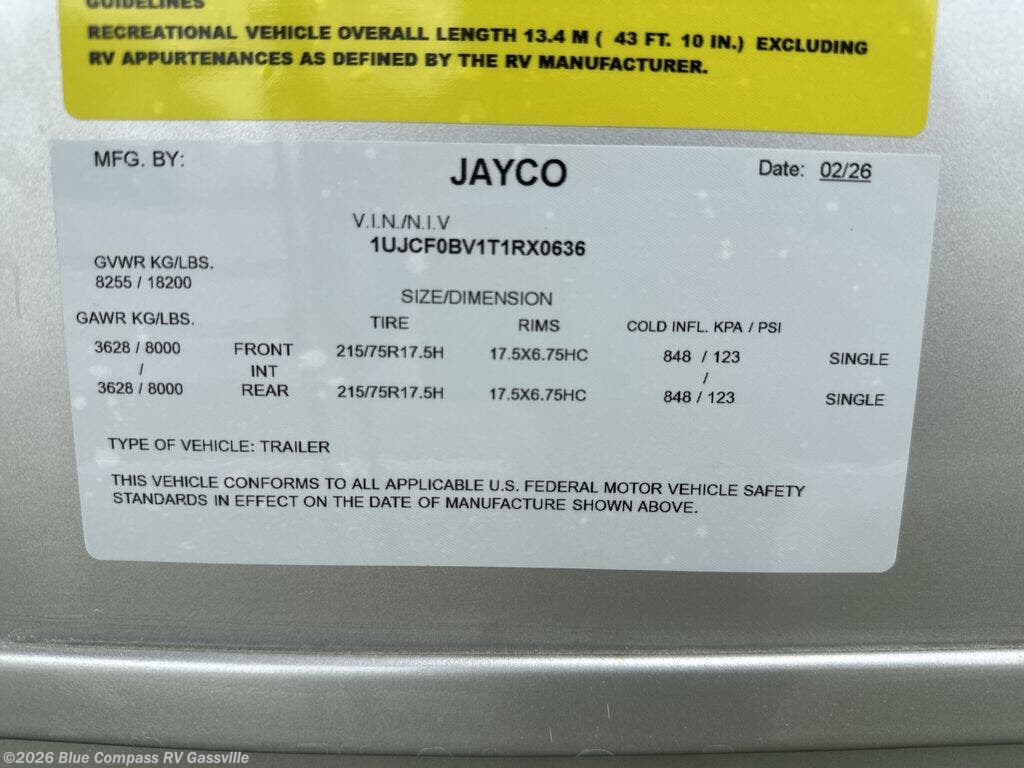 GUIDELINES
RECREATIONAL VEHICLE OVERALL LENGTH 13.4 M ( 43 FT. 10 IN.) EXCLUDING
RV APPURTENANCES AS DEFINED BY THE RV MANUFACTURER.
MFG. BY: JAYCO Date: 02/26
V.I.N./N.I.V
1UJCF0BV1T1RX0636
GVWR KG/LBS.
8255 / 18200
SIZE/DIMENSION
GAWR KG/LBS. TIRE RIMS COLD INFL. KPA / PSI
3628 / 8000 FRONT 215/75R17.5H 17.5X6.75HC 848 / 123 SINGLE
/ INT /
3628 / 8000 REAR 215/75R17.5H 17.5X6.75HC 848 / 123 SINGLE
TYPE OF VEHICLE: TRAILER
THIS VEHICLE CONFORMS TO ALL APPLICABLE U.S. FEDERAL MOTOR VEHICLE SAFETY
STANDARDS IN EFFECT ON THE DATE OF MANUFACTURE SHOWN ABOVE.
©2026 Blue Compass RV Gassville